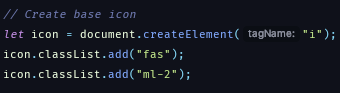 // Create base icon
let icon = document.createElement( tagName: "i");
icon.classList.add("fas");
icon.classList.add("ml-2");